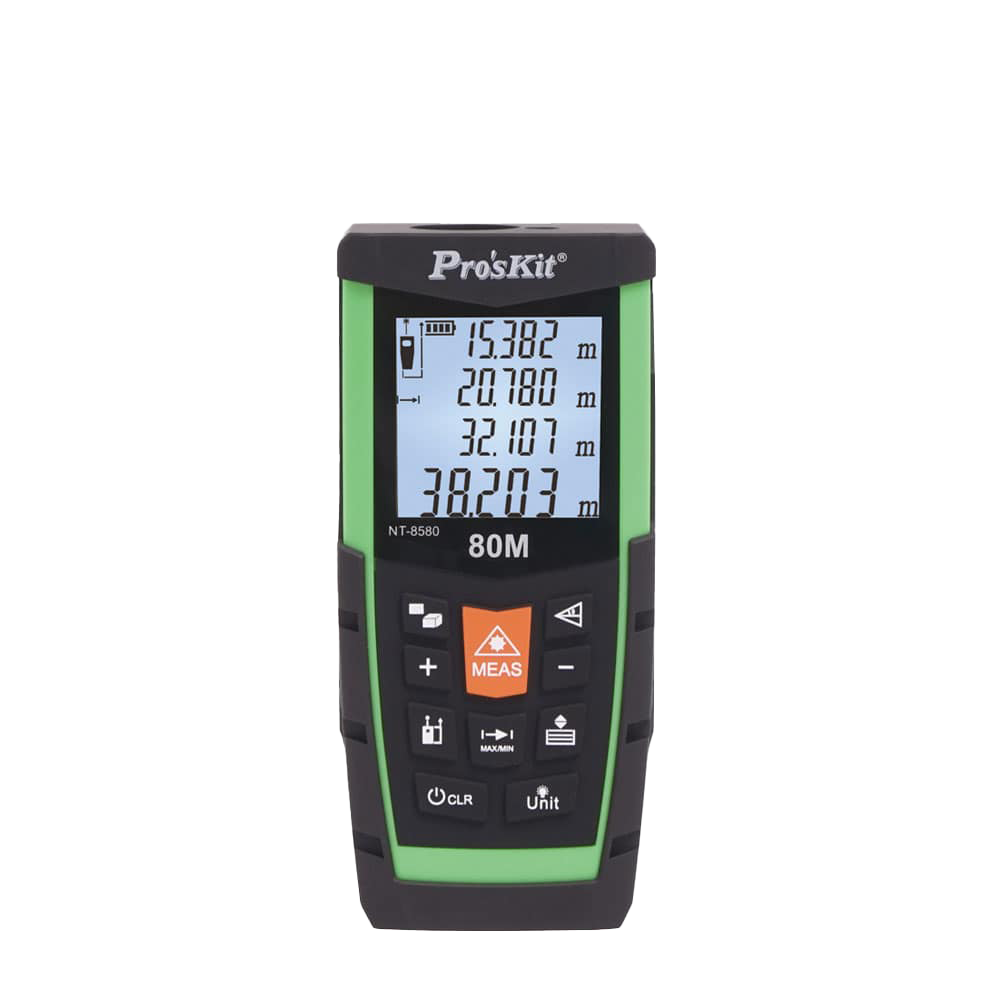 Pro'sKit®
15.382 m
20.780 m
32.107 m
38.203 m
NT-8580
80M
+
MEAS
−
MAX/MIN
CLR
Unit